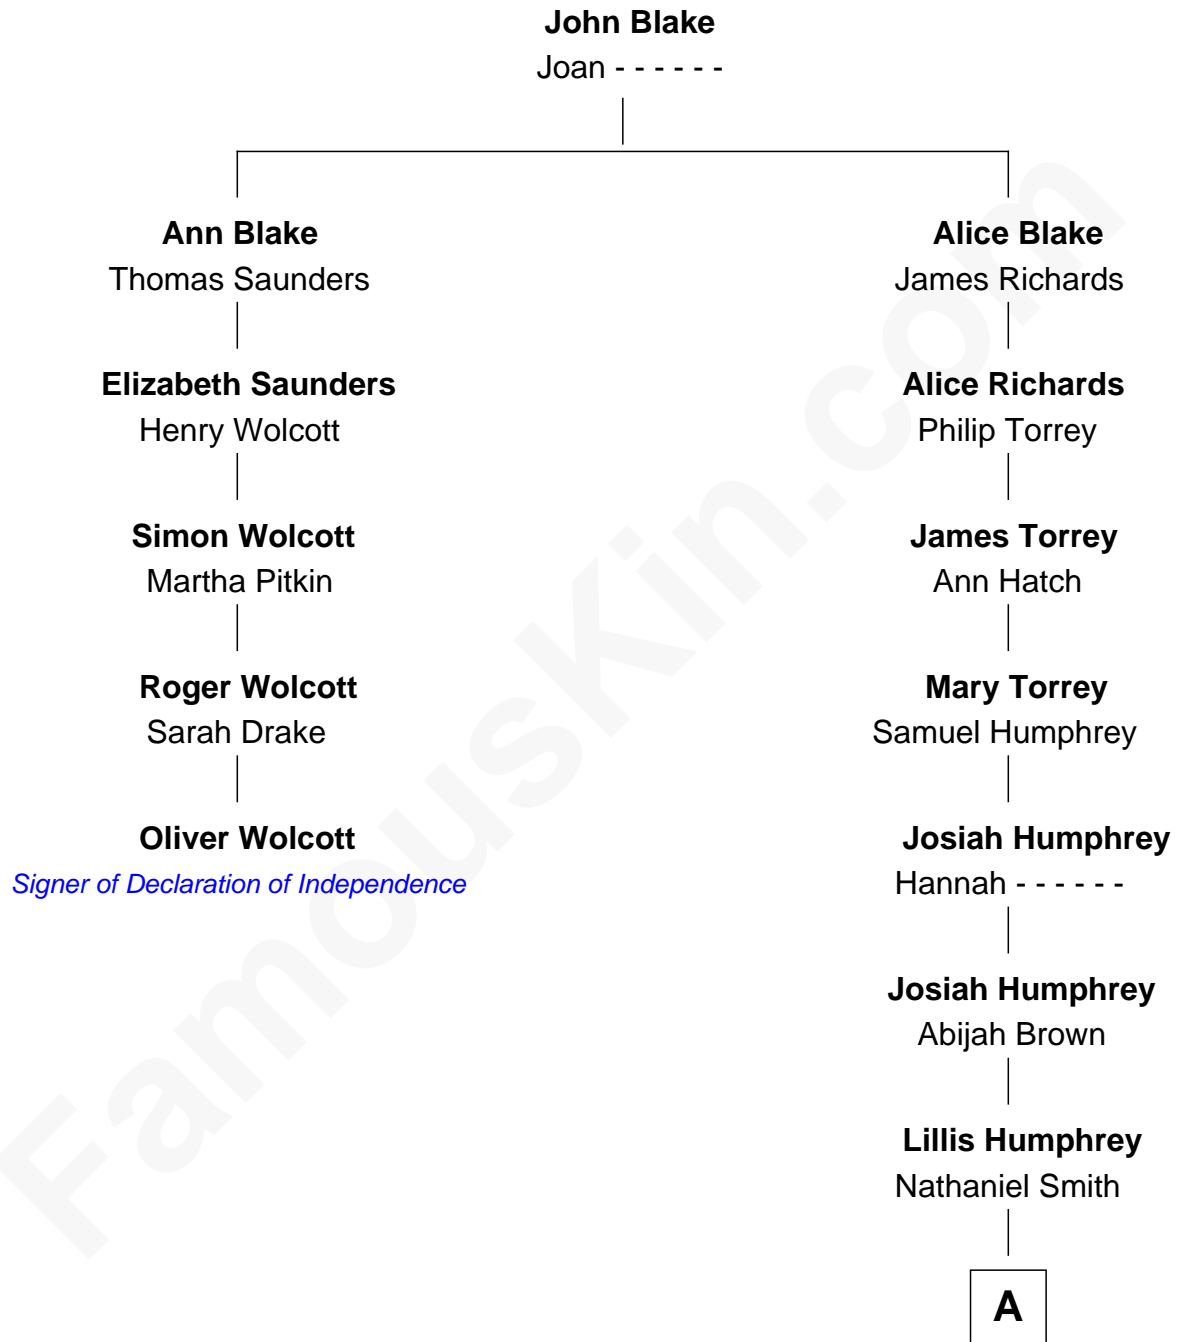 John Blake
Joan - - - - - -
Ann Blake
Thomas Saunders
Alice Blake
James Richards
Elizabeth Saunders
Henry Wolcott
Alice Richards
Philip Torrey
Simon Wolcott
Martha Pitkin
James Torrey
Ann Hatch
Roger Wolcott
Sarah Drake
Mary Torrey
Samuel Humphrey
Oliver Wolcott
Signer of Declaration of Independence
Josiah Humphrey
Hannah - - - - - -
Josiah Humphrey
Abijah Brown
Lillis Humphrey
Nathaniel Smith
A
FamousKin.com